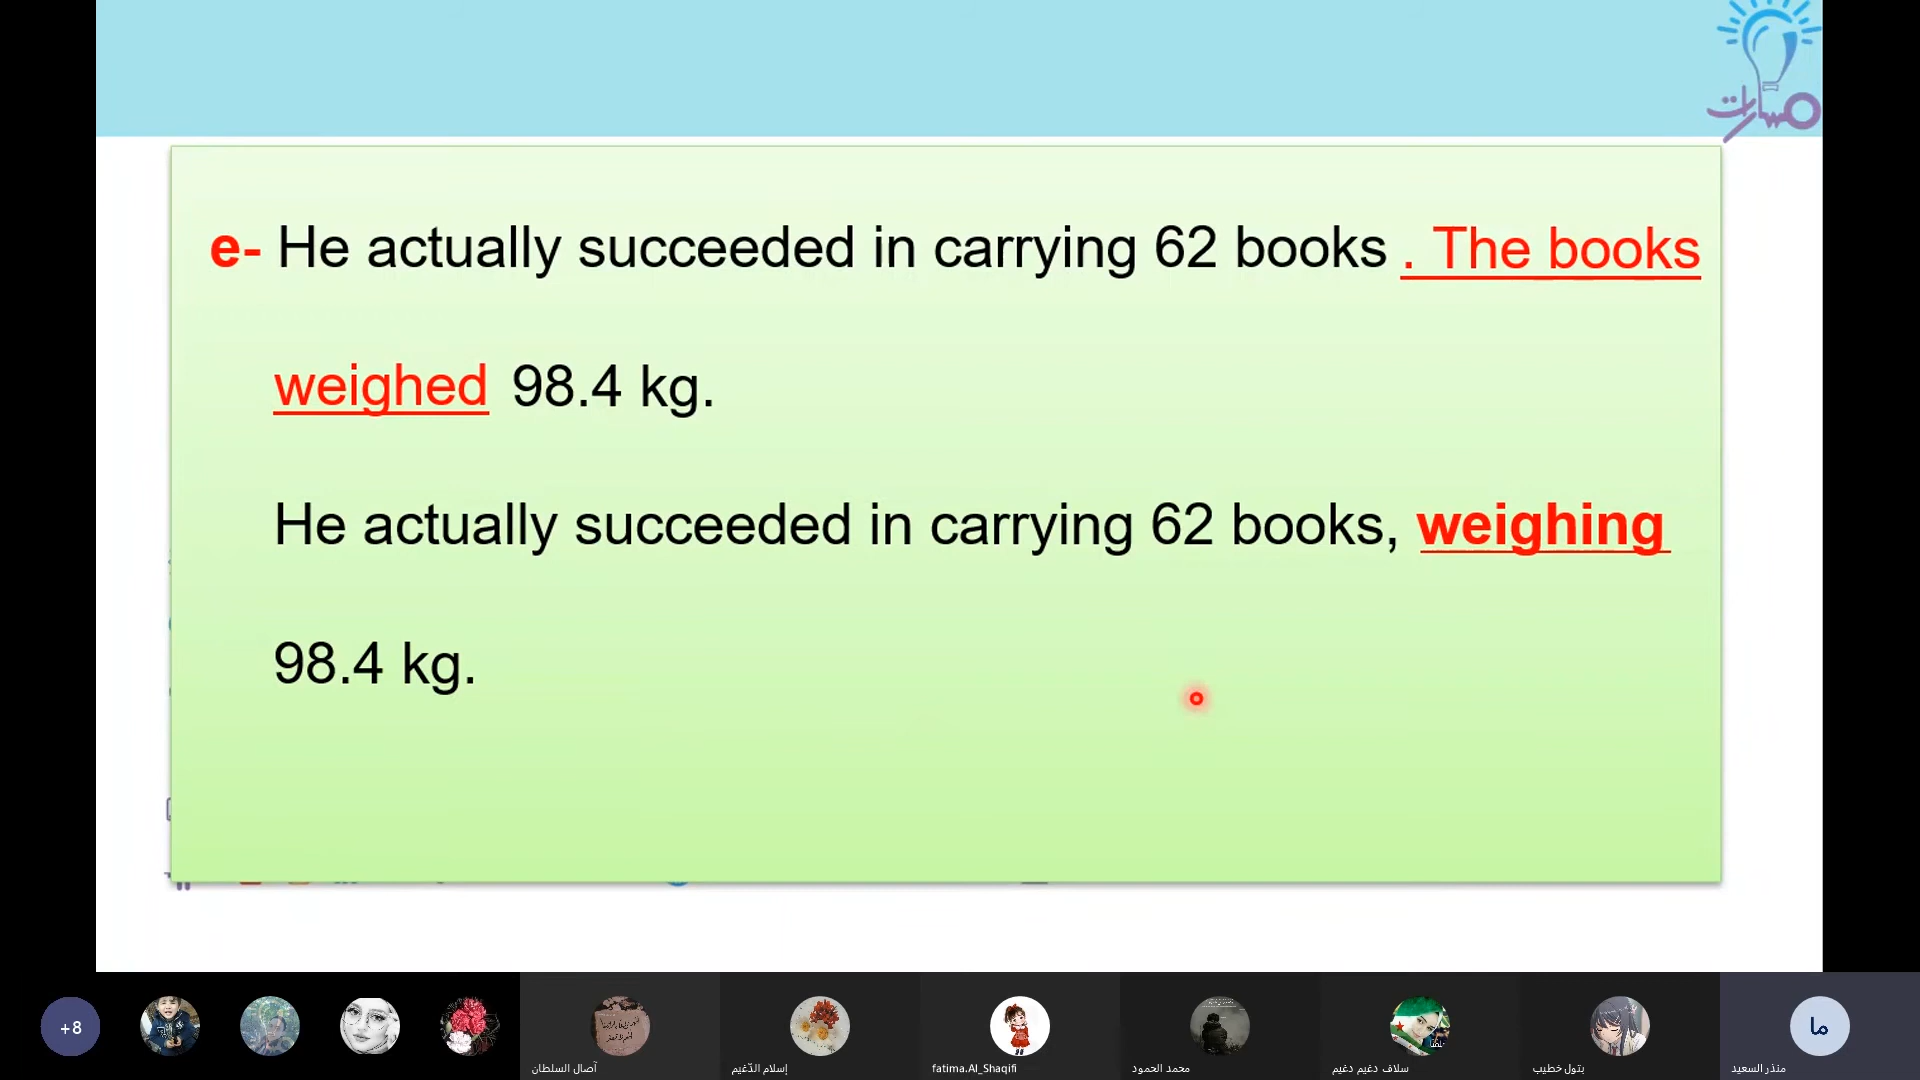 مسارات
e- He actually succeeded in carrying 62 books . The books
weighed 98.4 kg.
He actually succeeded in carrying 62 books, weighing
98.4 kg.
+8
ما
آصال السلطان
إسلام الدّغيم
fatima.Al_Shaqifi
محمد الحمود
سلاف دغيم دغيم
بتول خطيب
منذر السعيد